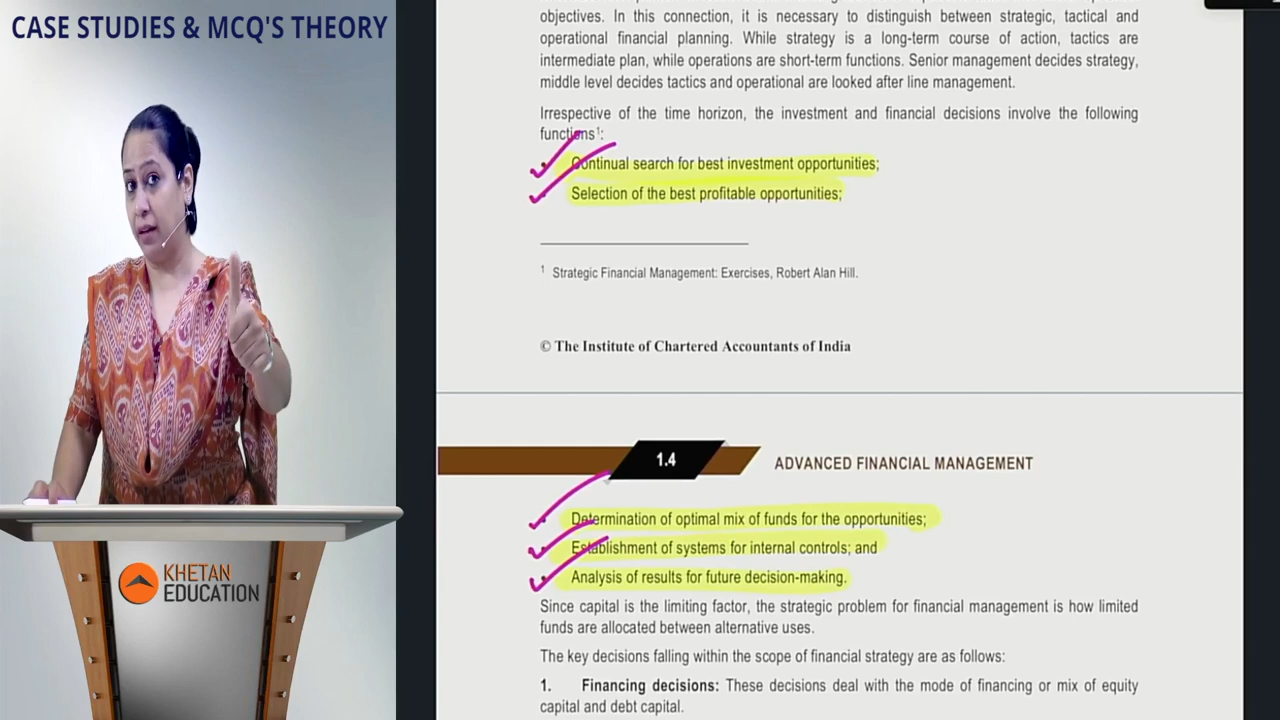 CASE STUDIES & MCQ'S THEORY
objectives. In this connection, it is necessary to distinguish between strategic, tactical and
operational financial planning. While strategy is a long-term course of action, tactics are
intermediate plan, while operations are short-term functions. Senior management decides strategy,
middle level decides tactics and operational are looked after line management.
Irrespective of the time horizon, the investment and financial decisions involve the following
functions¹:
• Continual search for best investment opportunities;
• Selection of the best profitable opportunities;
¹ Strategic Financial Management: Exercises, Robert Alan Hill.
© The Institute of Chartered Accountants of India
1.4 ADVANCED FINANCIAL MANAGEMENT
• Determination of optimal mix of funds for the opportunities;
• Establishment of systems for internal controls; and
• Analysis of results for future decision-making.
Since capital is the limiting factor, the strategic problem for financial management is how limited
funds are allocated between alternative uses.
The key decisions falling within the scope of financial strategy are as follows:
1. Financing decisions: These decisions deal with the mode of financing or mix of equity
capital and debt capital.
KHETAN
EDUCATION